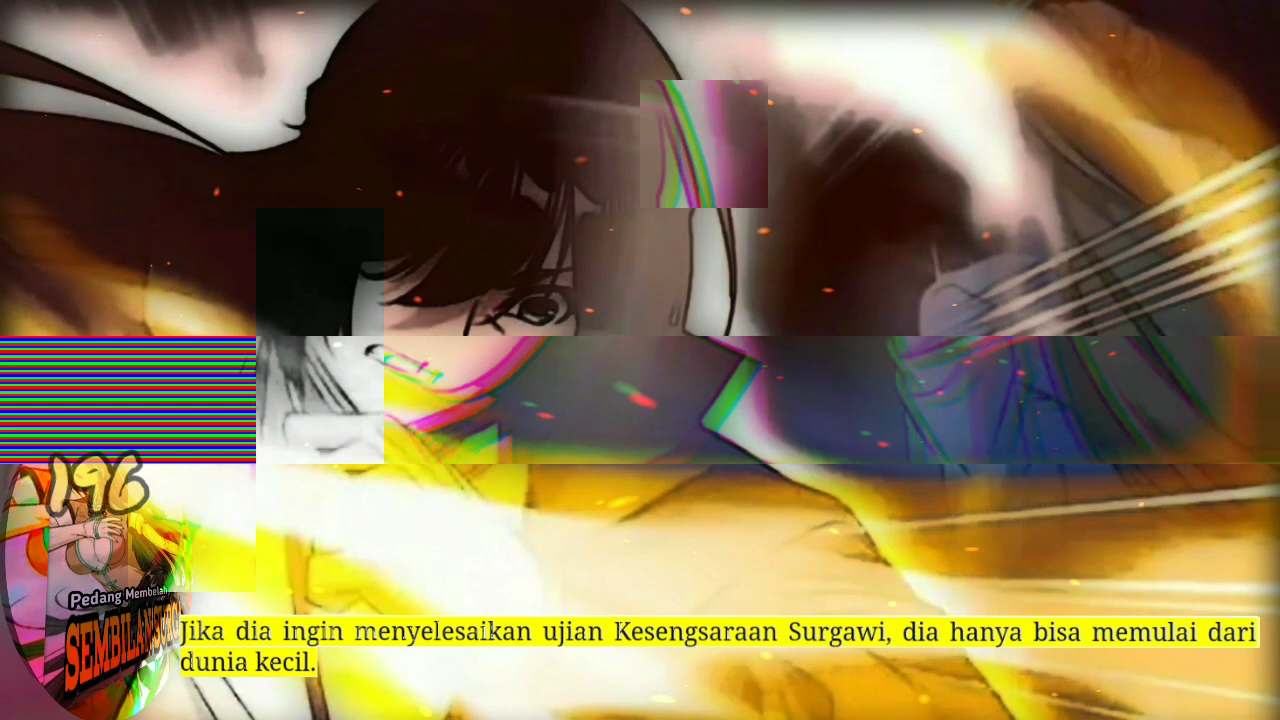 196
Pedang Membelah
SEMBILAN SURGA
Jika dia ingin menyelesaikan ujian Kesengsaraan Surgawi, dia hanya bisa memulai dari
dunia kecil.